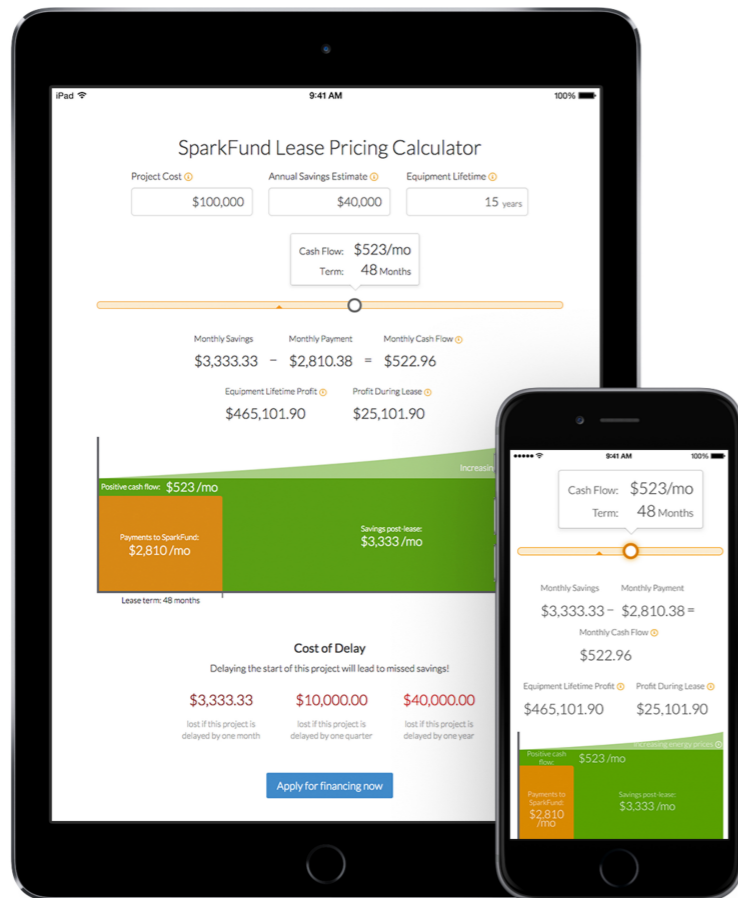 iPad 9:41 AM 100%
SparkFund Lease Pricing Calculator
Project Cost Annual Savings Estimate Equipment Lifetime
$100,000 $40,000 15 years
Cash Flow: $523/mo
Term: 48 Months
Monthly Savings Monthly Payment Monthly Cash Flow
$3,333.33 − $2,810.38 = $522.96
Equipment Lifetime Profit Profit During Lease
$465,101.90 $25,101.90
Increasing
Positive cash flow: $523 /mo
Payments to SparkFund:
$2,810 /mo
Savings post-lease:
$3,333 /mo
Lease term: 48 months
Cost of Delay
Delaying the start of this project will lead to missed savings!
$3,333.33 $10,000.00 $40,000.00
lost if this project is lost if this project is lost if this project is
delayed by one month delayed by one quarter delayed by one year
Apply for financing now
9:41 AM 100%
Cash Flow: $523/mo
Term: 48 Months
Monthly Savings Monthly Payment
$3,333.33 − $2,810.38 =
Monthly Cash Flow
$522.96
Equipment Lifetime Profit Profit During Lease
$465,101.90 $25,101.90
Increasing energy prices
Positive cash
flow: $523 /mo
Payments to
SparkFund:
$2,810
/mo
Savings post-lease:
$3,333 /mo